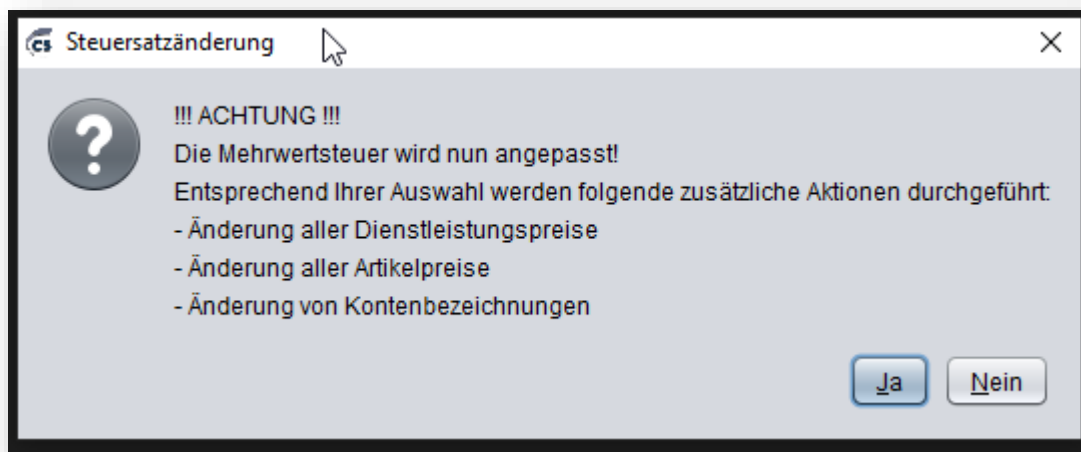 cs Steuersatzänderung
!!! ACHTUNG !!!
Die Mehrwertsteuer wird nun angepasst!
Entsprechend Ihrer Auswahl werden folgende zusätzliche Aktionen durchgeführt:
- Änderung aller Dienstleistungspreise
- Änderung aller Artikelpreise
- Änderung von Kontenbezeichnungen
Ja Nein